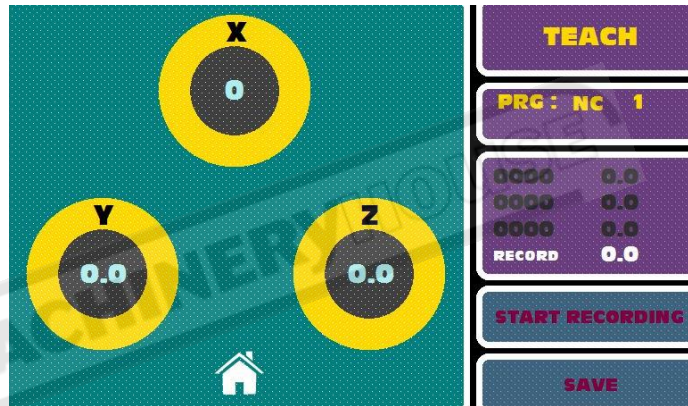 X
0
Y
0.0
Z
0.0
TEACH
PRG: NC 1
0000 0.0
0000 0.0
0000 0.0
RECORD 0.0
START RECORDING
SAVE
MACHINERYHOUSE